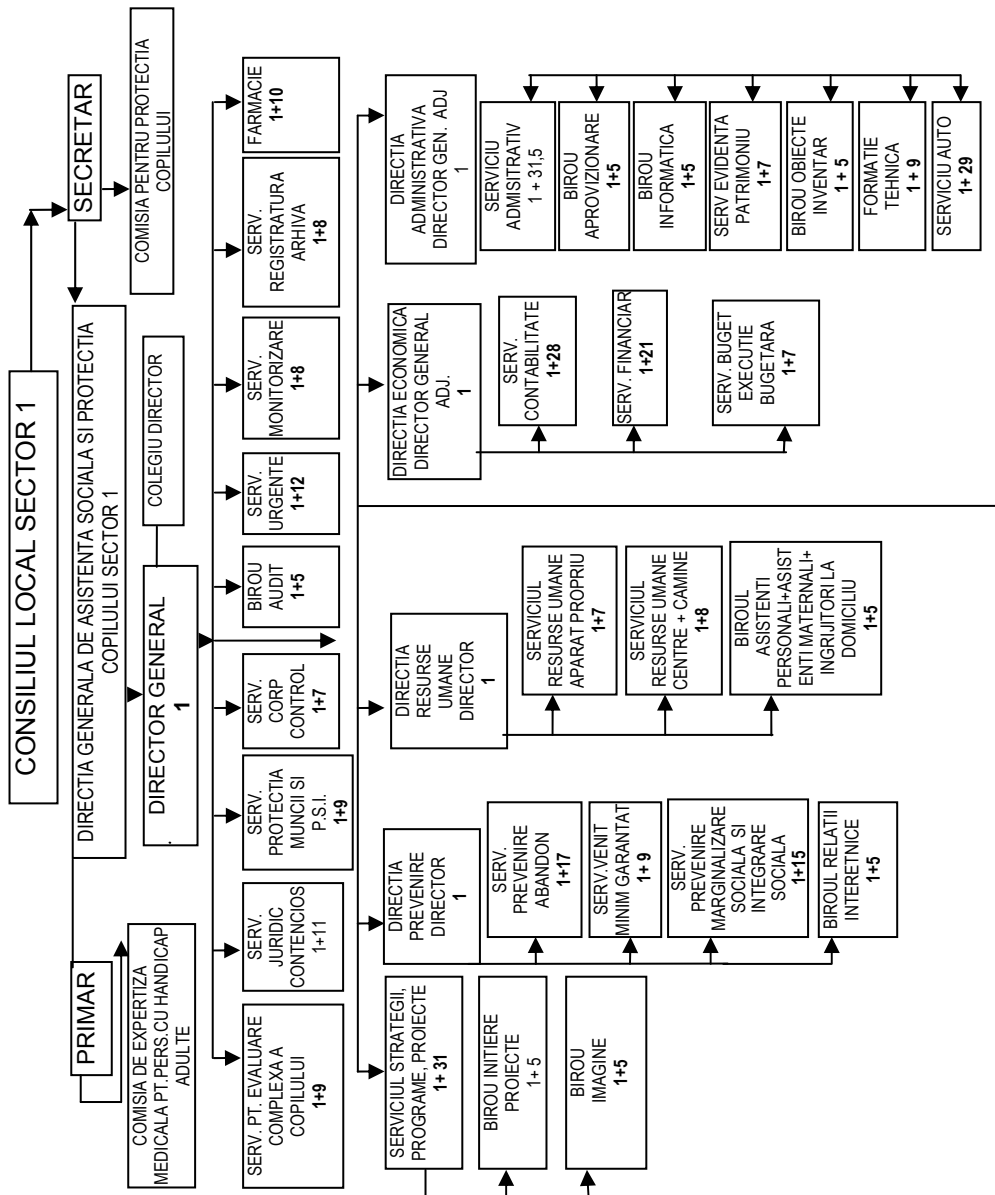 CONSILIUL LOCAL SECTOR 1
PRIMAR
SECRETAR
COMISIA DE EXPERTIZA
MEDICALA PT.PERS.CU HANDICAP
ADULTE
DIRECTIA GENERALA DE ASISTENTA SOCIALA SI PROTECTIA
COPILULUI SECTOR 1
COMISIA PENTRU PROTECTIA
COPILULUI
DIRECTOR GENERAL
1
.
COLEGIU DIRECTOR
SERV. PT. EVALUARE
COMPLEXA A
COPILULUI
1+9
SERV.
JURIDIC
CONTENCIOS
1+11
SERV.
PROTECTIA
MUNCII SI
P.S.I.
1+9
SERV.
CORP
CONTROL
1+7
BIROU
AUDIT
1+5
SERV.
URGENTE
1+12
SERV.
MONITORIZARE
1+8
SERV.
REGISTRATURA
ARHIVA
1+8
FARMACIE
1+10
SERVICIUL STRATEGII,
PROGRAME, PROIECTE
1+ 31
BIROU INITIERE
PROIECTE
1+ 5
BIROU
IMAGINE
1+5
DIRECTIA
PREVENIRE
DIRECTOR
1
SERV.
PREVENIRE
ABANDON
1+17
SERV.VENIT
MINIM GARANTAT
1+ 9
SERV.
PREVENIRE
MARGINALIZARE
SOCIALA SI
INTEGRARE
SOCIALA
1+15
BIROUL RELATII
INTERETNICE
1+5
DIRECTIA
RESURSE
UMANE
DIRECTOR
1
SERVICIUL
RESURSE UMANE
APARAT PROPRIU
1+7
SERVICIUL
RESURSE UMANE
CENTRE + CAMINE
1+8
BIROUL
ASISTENTI
PERSONALI+ASIST
ENTI MATERNALI+
INGRIJITORI LA
DOMICILIU
1+5
DIRECTIA ECONOMICA
DIRECTOR GENERAL
ADJ.
1
SERV.
CONTABILITATE
1+28
SERV. FINANCIAR
1+21
SERV. BUGET
EXECUTIE
BUGETARA
1+7
DIRECTIA
ADMINISTRATIVA
DIRECTOR GEN. ADJ
1
SERVICIU
ADMISITRATIV
1 + 31,5
BIROU
APROVIZIONARE
1+5
BIROU
INFORMATICA
1+5
SERV EVIDENTA
PATRIMONIU
1+7
BIROU OBIECTE
INVENTAR
1 + 5
FORMATIE
TEHNICA
1 + 9
SERVICIU AUTO
1+ 29